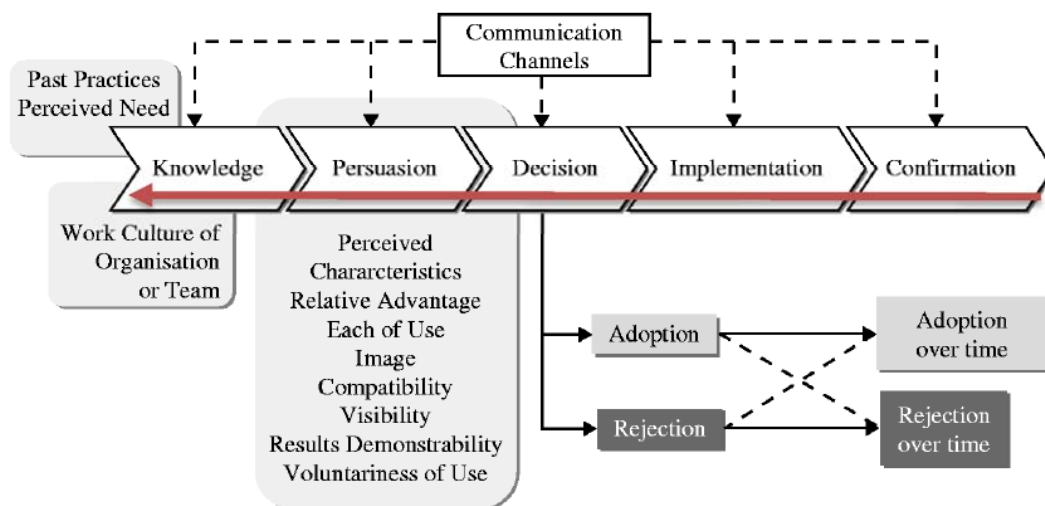 Communication
Channels
Past Practices
Perceived Need
Knowledge
Persuasion
Decision
Implementation
Confirmation
Work Culture of
Organisation
or Team
Perceived
Chararcteristics
Relative Advantage
Each of Use
Image
Compatibility
Visibility
Results Demonstrability
Voluntariness of Use
Adoption
Adoption
over time
Rejection
Rejection
over time